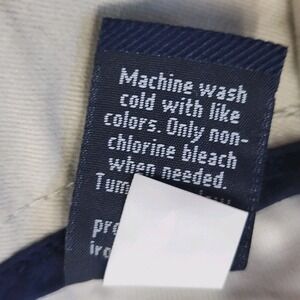 Machine wash
cold with like
colors. Only non-
chlorine bleach
when needed.